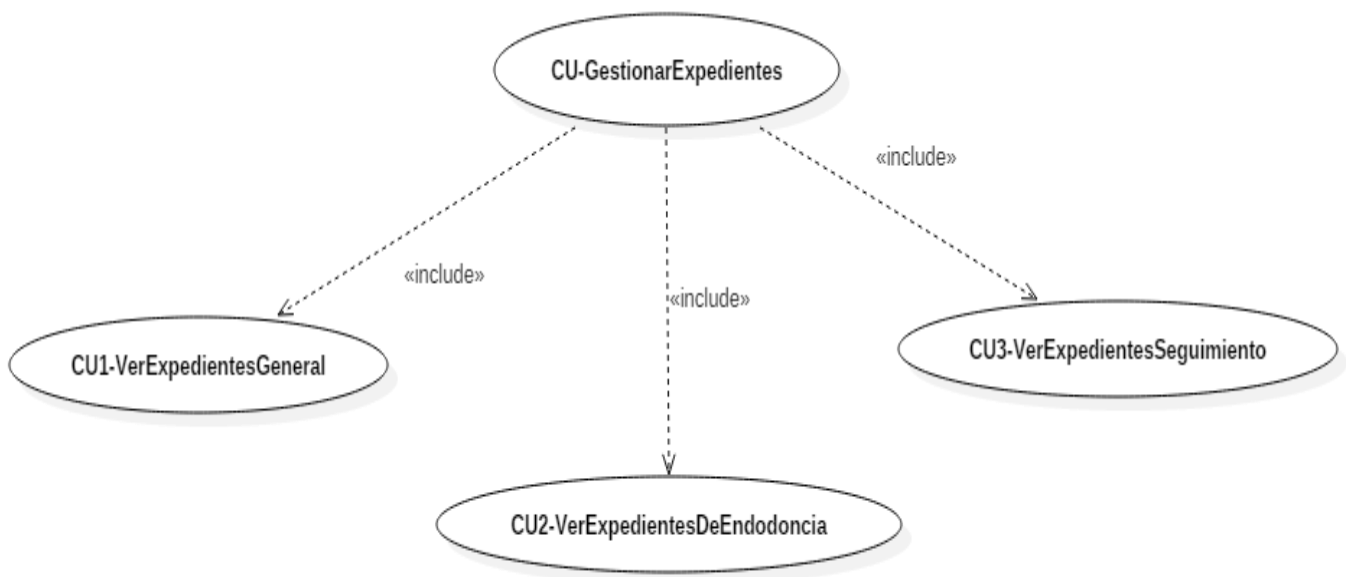 CU-GestionarExpedientes
«include»
«include»
«include»
CU1-VerExpedientesGeneral
CU3-VerExpedientesSeguimiento
CU2-VerExpedientesDeEndodoncia